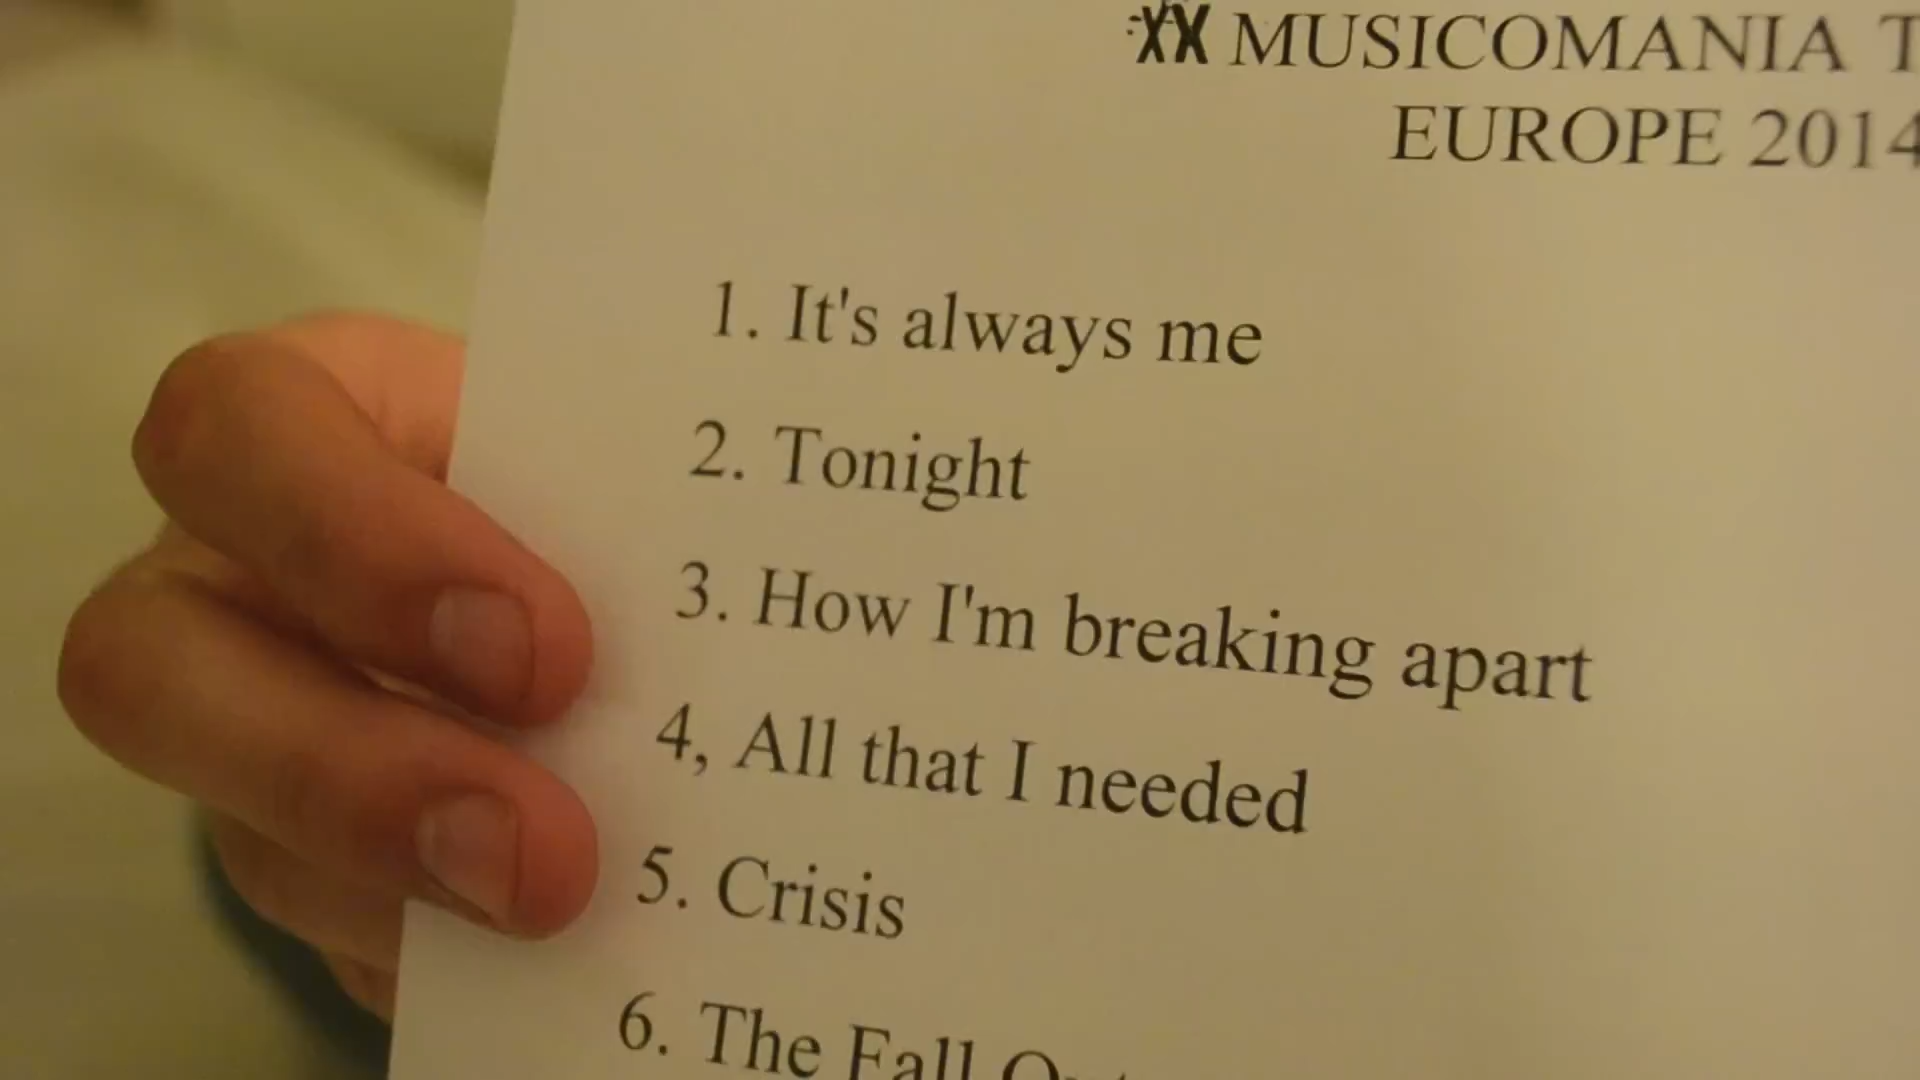 XX MUSICOMANIA
EUROPE 2014
1. It's always me
2. Tonight
3. How I'm breaking apart
4, All that I needed
5. Crisis
6. The Fall